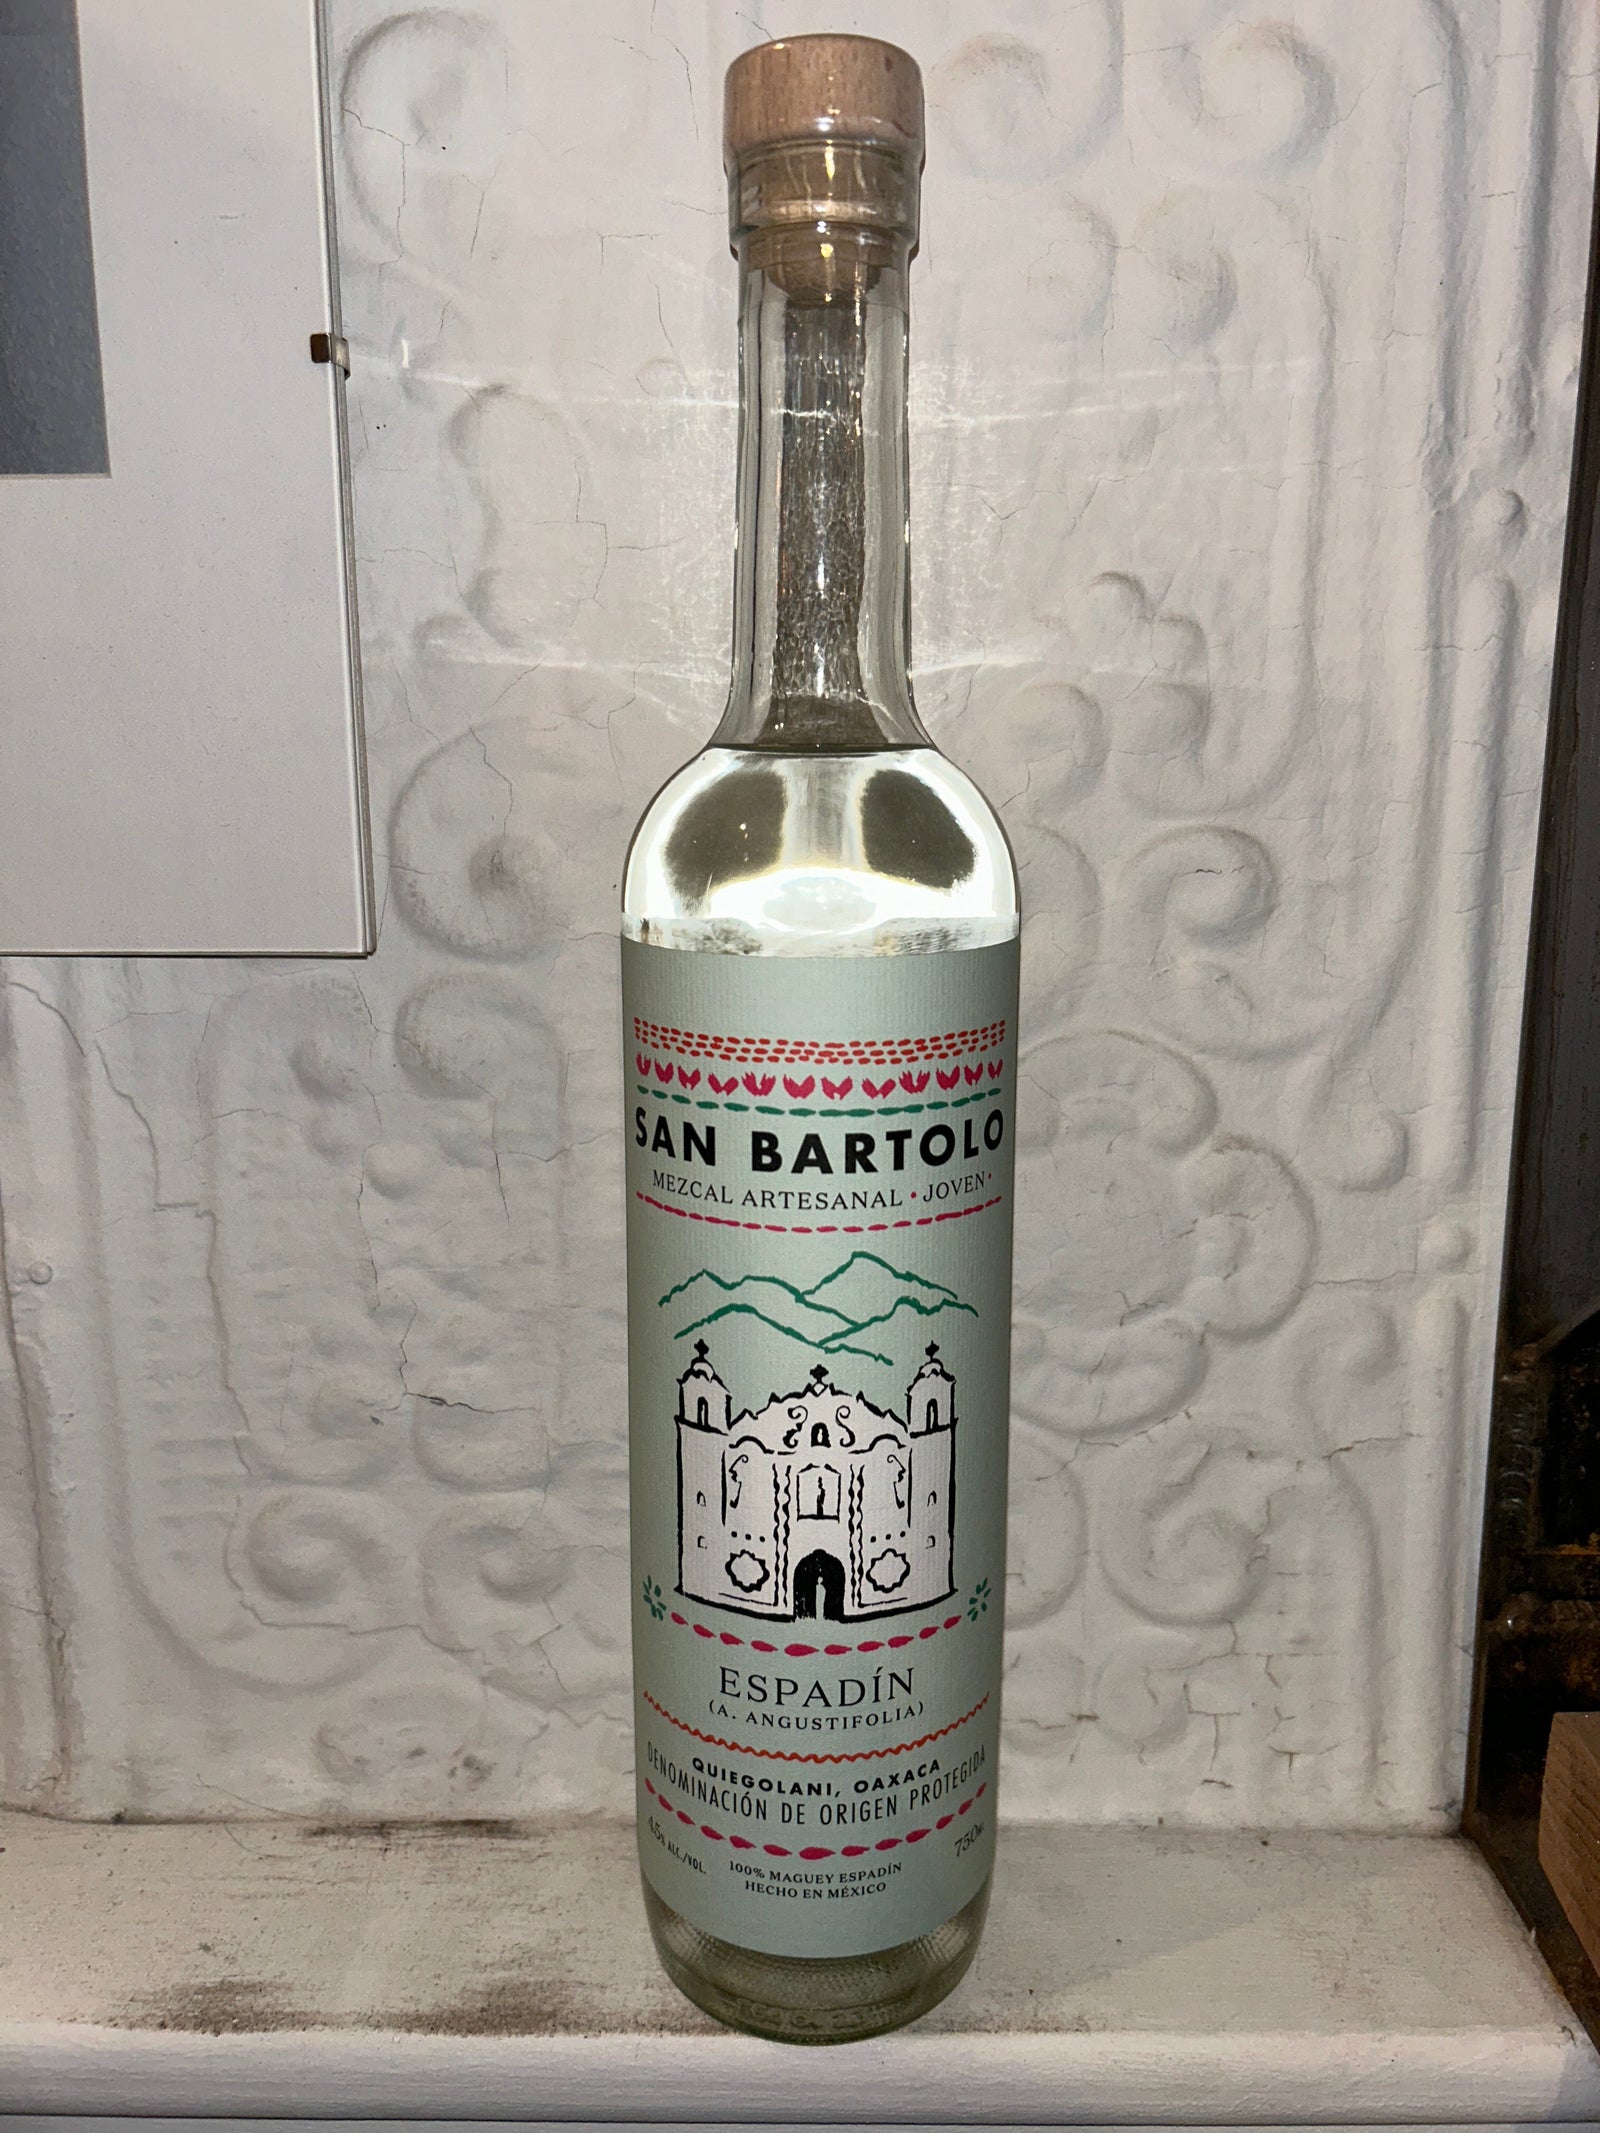 SAN BARTOLO
MEZCAL ARTESANAL • JOVEN •
ESPADÍN
(A. ANGUSTIFOLIA)
QUIEGOLANI, OAXACA
DENOMINACIÓN DE ORIGEN PROTEGIDA
45% ALC./VOL.
750ML
100% MAGUEY ESPADÍN
HECHO EN MÉXICO